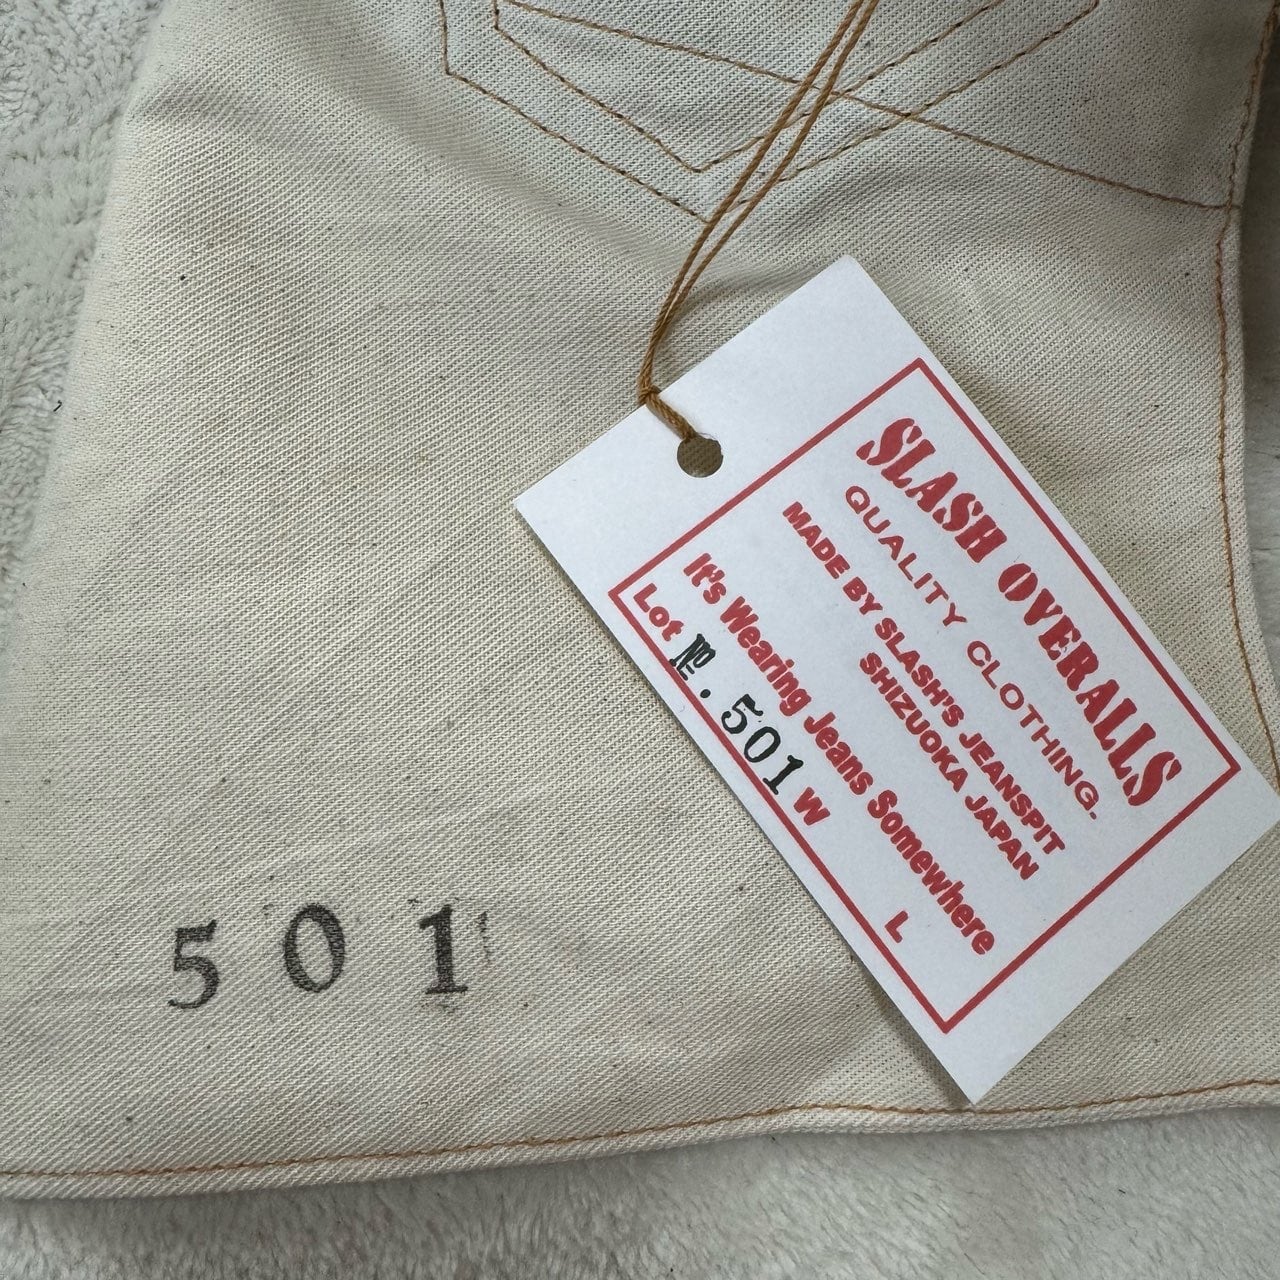 SLASH OVERALLS
QUALITY CLOTHING.
MADE BY SLASH'S JEANSPIT
SHIZUOKA JAPAN
It's Wearing Jeans Somewhere
Lot №. 501 W L
501